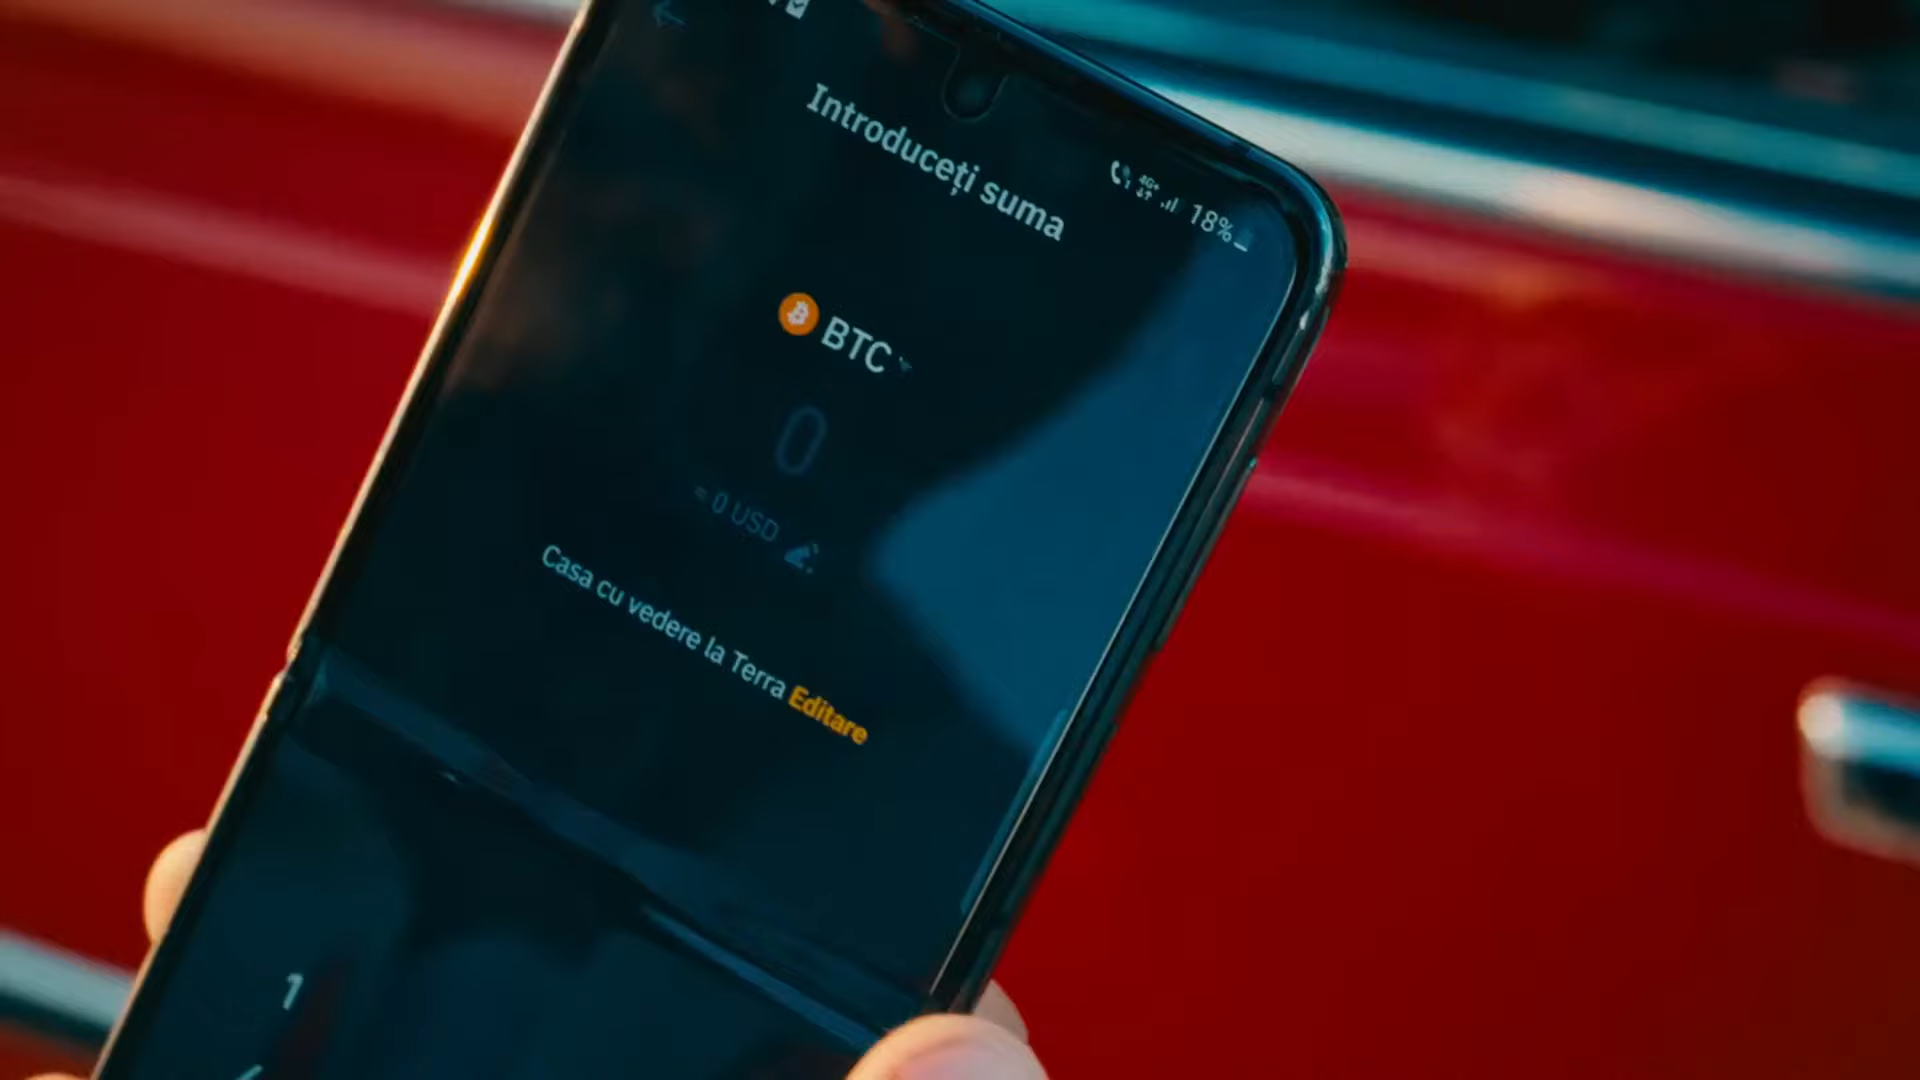 18%
Introduceți suma
BTC
0
≈ 0 USD
Casa cu vedere la Terra Editare
1